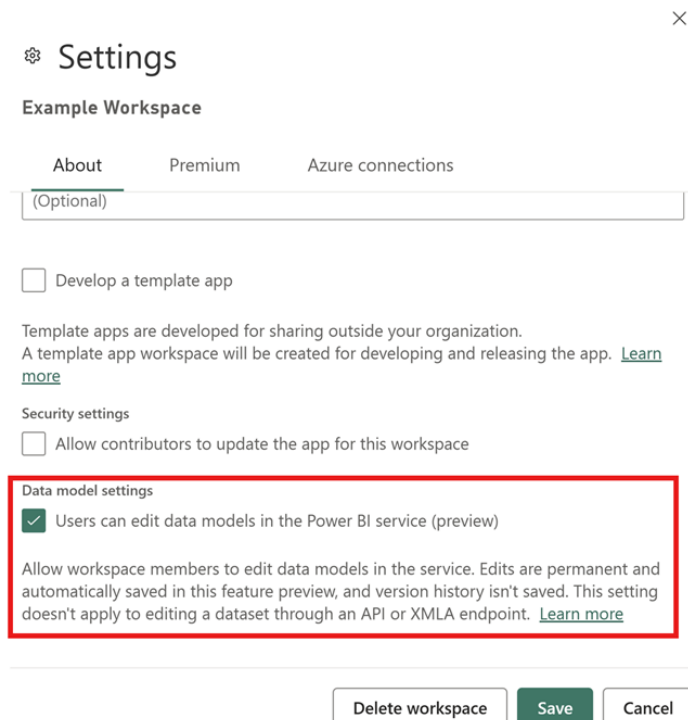 Settings
Example Workspace
About Premium Azure connections
(Optional)
Develop a template app
Template apps are developed for sharing outside your organization.
A template app workspace will be created for developing and releasing the app. Learn
more
Security settings
Allow contributors to update the app for this workspace
Data model settings
Users can edit data models in the Power BI service (preview)
Allow workspace members to edit data models in the service. Edits are permanent and
automatically saved in this feature preview, and version history isn't saved. This setting
doesn't apply to editing a dataset through an API or XMLA endpoint. Learn more
Delete workspace Save Cancel